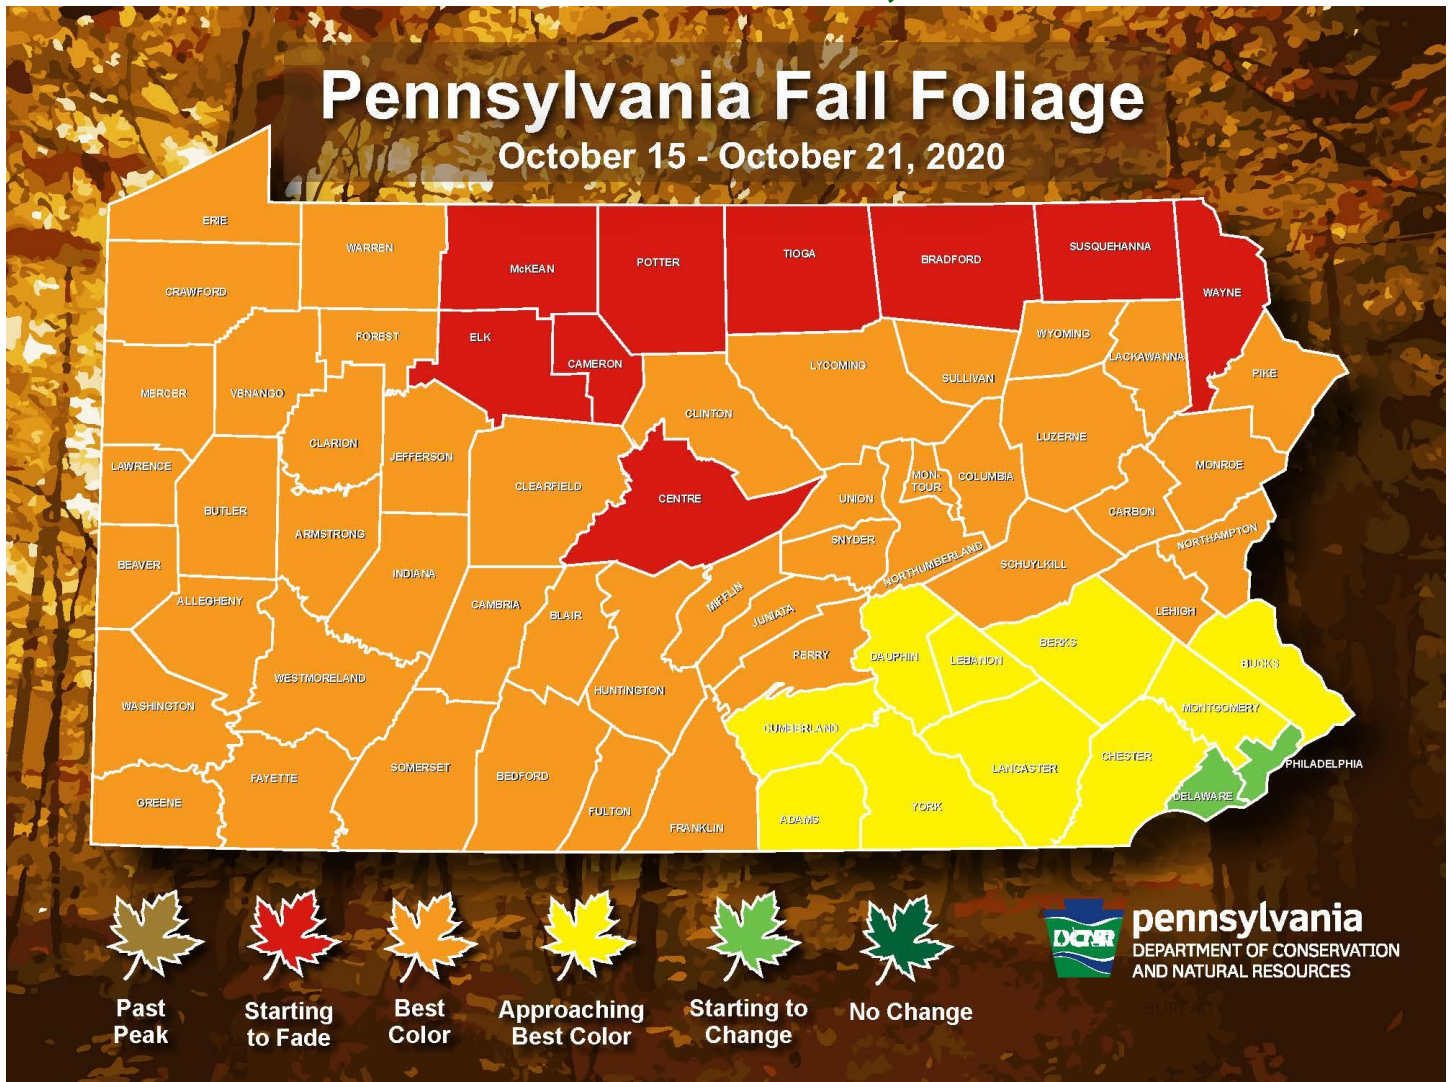 Pennsylvania Fall Foliage
October 15 - October 21, 2020
ERIE
WARREN
McKEAN
POTTER
TIOGA
BRADFORD
SUSQUEHANNA
WAYNE
CRAWFORD
FOREST
ELK
CAMERON
WYOMING
LACKAWANNA
PIKE
MERCER
VENANGO
LYCOMING
SULLIVAN
CLINTON
LUZERNE
CLARION
JEFFERSON
LAWRENCE
CLEARFIELD
CENTRE
UNION
MON-
TOUR
COLUMBIA
MONROE
BUTLER
ARMSTRONG
CARBON
NORTHAMPTON
BEAVER
INDIANA
SNYDER
NORTHUMBERLAND
SCHUYLKILL
ALLEGHENY
CAMBRIA
BLAIR
MIFFLIN
JUNIATA
LEHIGH
PERRY
DAUPHIN
LEBANON
BERKS
BUCKS
WESTMORELAND
HUNTINGTON
WASHINGTON
CUMBERLAND
MONTGOMERY
FAYETTE
SOMERSET
BEDFORD
LANCASTER
CHESTER
PHILADELPHIA
GREENE
FULTON
FRANKLIN
ADAMS
YORK
DELAWARE
Past
Peak
Starting
to Fade
Best
Color
Approaching
Best Color
Starting to
Change
No Change
DCNR
pennsylvania
DEPARTMENT OF CONSERVATION
AND NATURAL RESOURCES